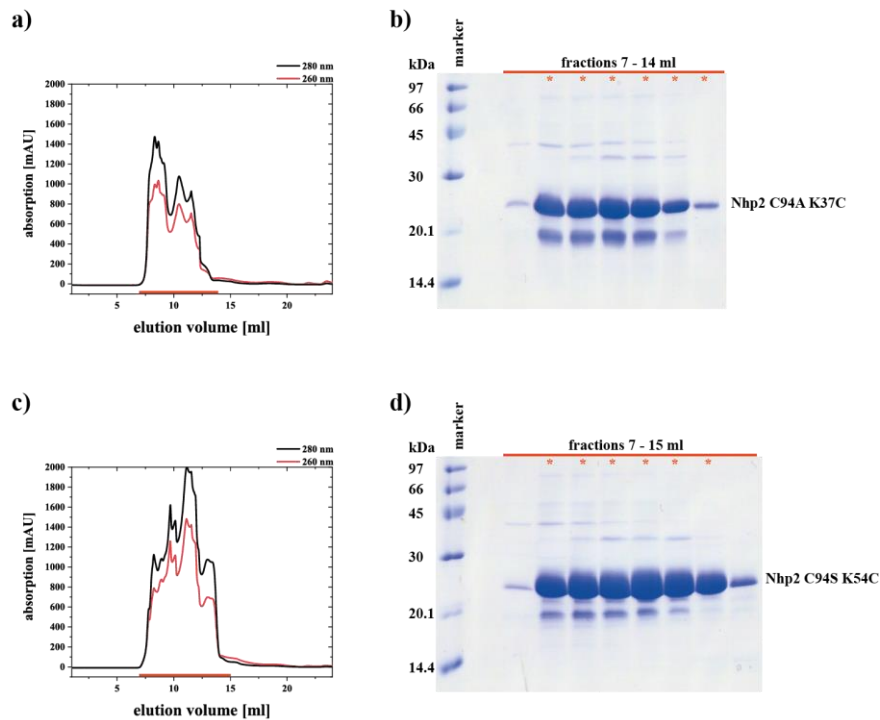 a)
280 nm
260 nm
2000
1800
1600
1400
1200
1000
800
600
400
200
0
absorption [mAU]
5 10 15 20
elution volume [ml]
b)
kDa
marker
fractions 7 - 14 ml
* * * * * *
97
66
45
30
20.1
14.4
Nhp2 C94A K37C
c)
280 nm
260 nm
2000
1800
1600
1400
1200
1000
800
600
400
200
0
absorption [mAU]
5 10 15 20
elution volume [ml]
d)
kDa
marker
fractions 7 - 15 ml
* * * * * *
97
66
45
30
20.1
14.4
Nhp2 C94S K54C